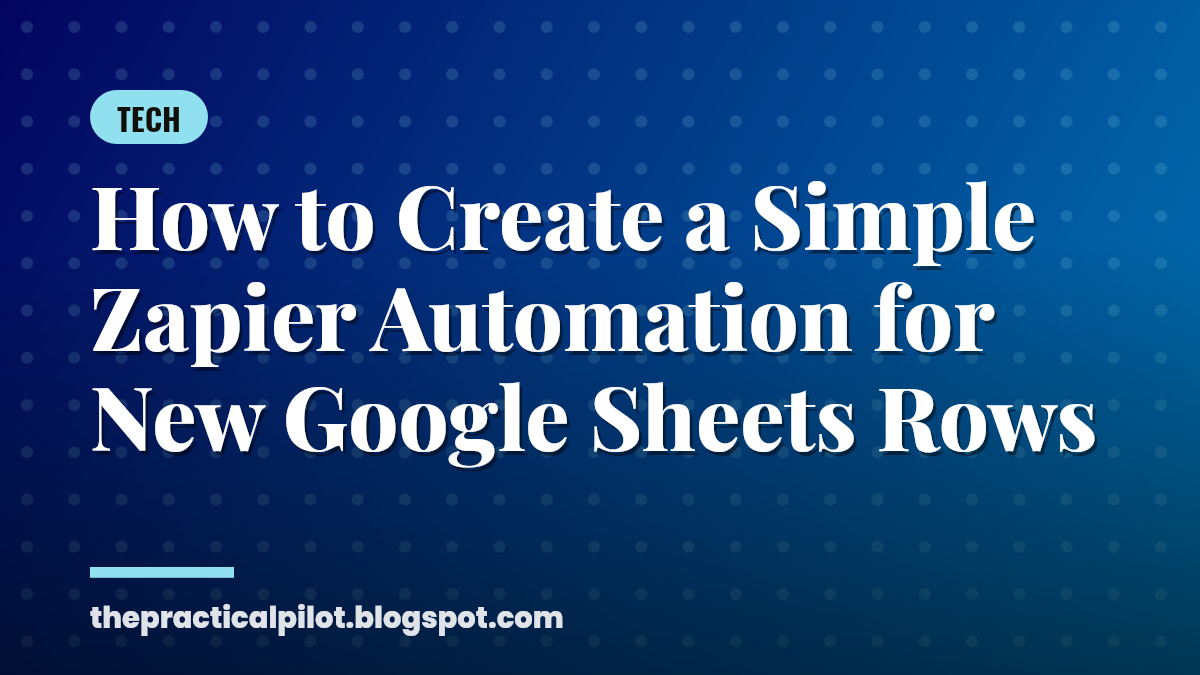 TECH
How to Create a Simple
Zapier Automation for
New Google Sheets Rows
thepracticalpilot.blogspot.com